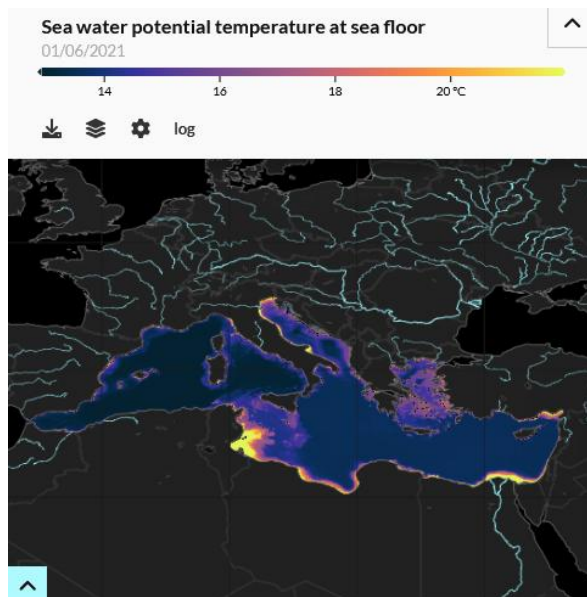 Sea water potential temperature at sea floor
01/06/2021
14 16 18 20 °C
log